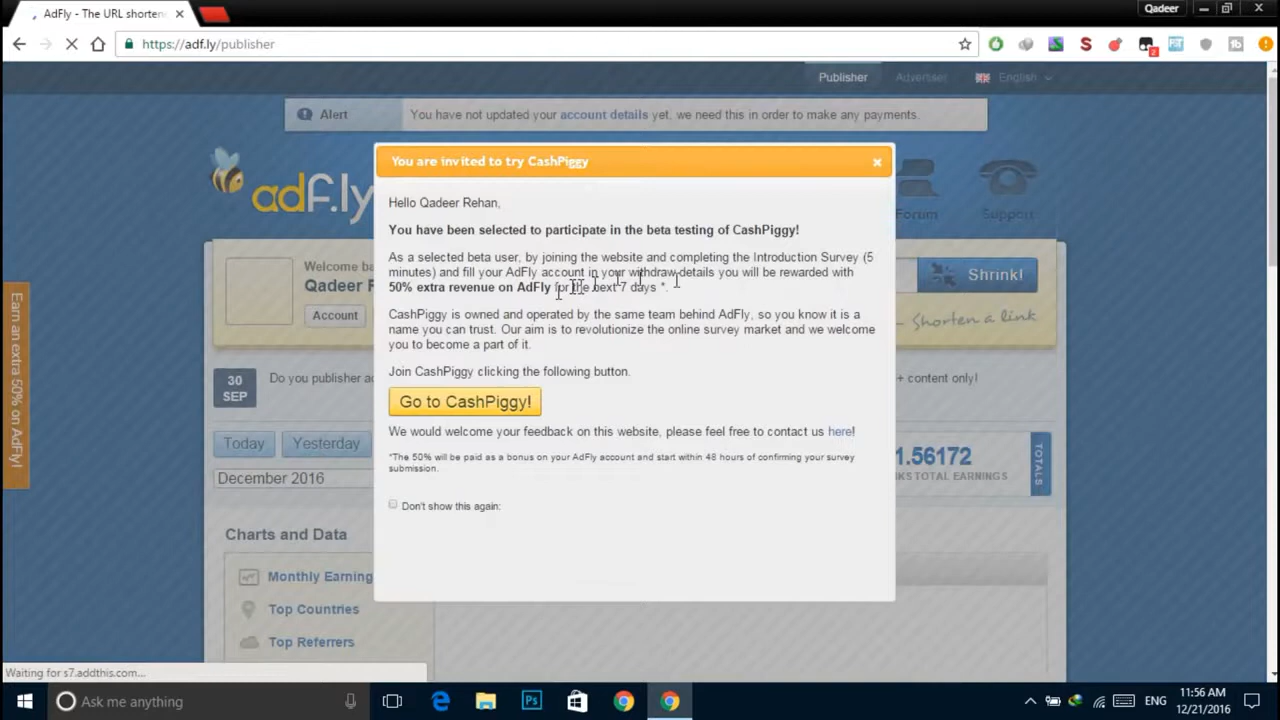 AdFly - The URL shortene
Qadeer
https://adf.ly/publisher
Publisher
Advertiser
English
Alert
You have not updated your account details yet, we need this in order to make any payments.
You are invited to try CashPiggy
adf.ly
Forum
Support
Hello Qadeer Rehan,
You have been selected to participate in the beta testing of CashPiggy!
As a selected beta user, by joining the website and completing the Introduction Survey (5
minutes) and fill your AdFly account in your withdraw details you will be rewarded with
50% extra revenue on AdFly for the next 7 days *.
CashPiggy is owned and operated by the same team behind AdFly, so you know it is a
name you can trust. Our aim is to revolutionize the online survey market and we welcome
you to become a part of it.
Join CashPiggy clicking the following button.
Go to CashPiggy!
We would welcome your feedback on this website, please feel free to contact us here!
*The 50% will be paid as a bonus on your AdFly account and start within 48 hours of confirming your survey
submission.
Don't show this again:
Welcome ba
Qadeer R
Account
Shrink!
Shorten a link
Earn an extra 50% on AdFly!
30
SEP
Do you publisher a
+ content only!
Today
Yesterday
December 2016
1.56172
NKS TOTAL EARNINGS
TOTALS
Charts and Data
Monthly Earning
Top Countries
Top Referrers
Waiting for s7.addthis.com...
Ask me anything
ENG
11:56 AM
12/21/2016